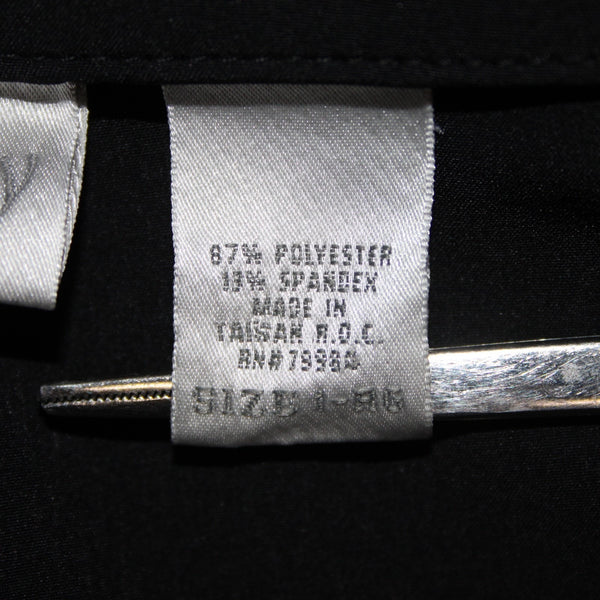 87% POLYESTER
13% SPANDEX
MADE IN
TAIWAN R.O.C.
RN# 79984
SIZE